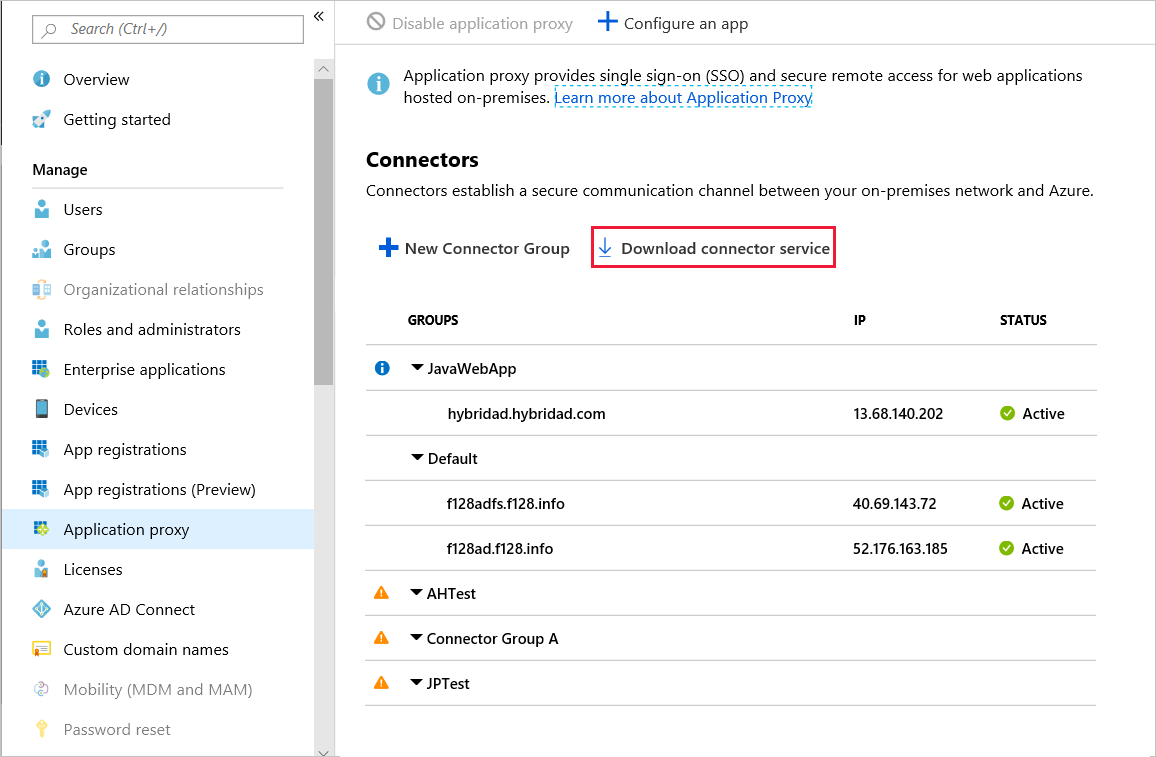 Search (Ctrl+/)
«
Overview
Getting started
Manage
Users
Groups
Organizational relationships
Roles and administrators
Enterprise applications
Devices
App registrations
App registrations (Preview)
Application proxy
Licenses
Azure AD Connect
Custom domain names
Mobility (MDM and MAM)
Password reset
Disable application proxy
Configure an app
Application proxy provides single sign-on (SSO) and secure remote access for web applications
hosted on-premises. Learn more about Application Proxy
Connectors
Connectors establish a secure communication channel between your on-premises network and Azure.
New Connector Group
Download connector service
GROUPS IP STATUS
JavaWebApp
hybridad.hybridad.com 13.68.140.202 Active
Default
f128adfs.f128.info 40.69.143.72 Active
f128ad.f128.info 52.176.163.185 Active
AHTest
Connector Group A
JPTest